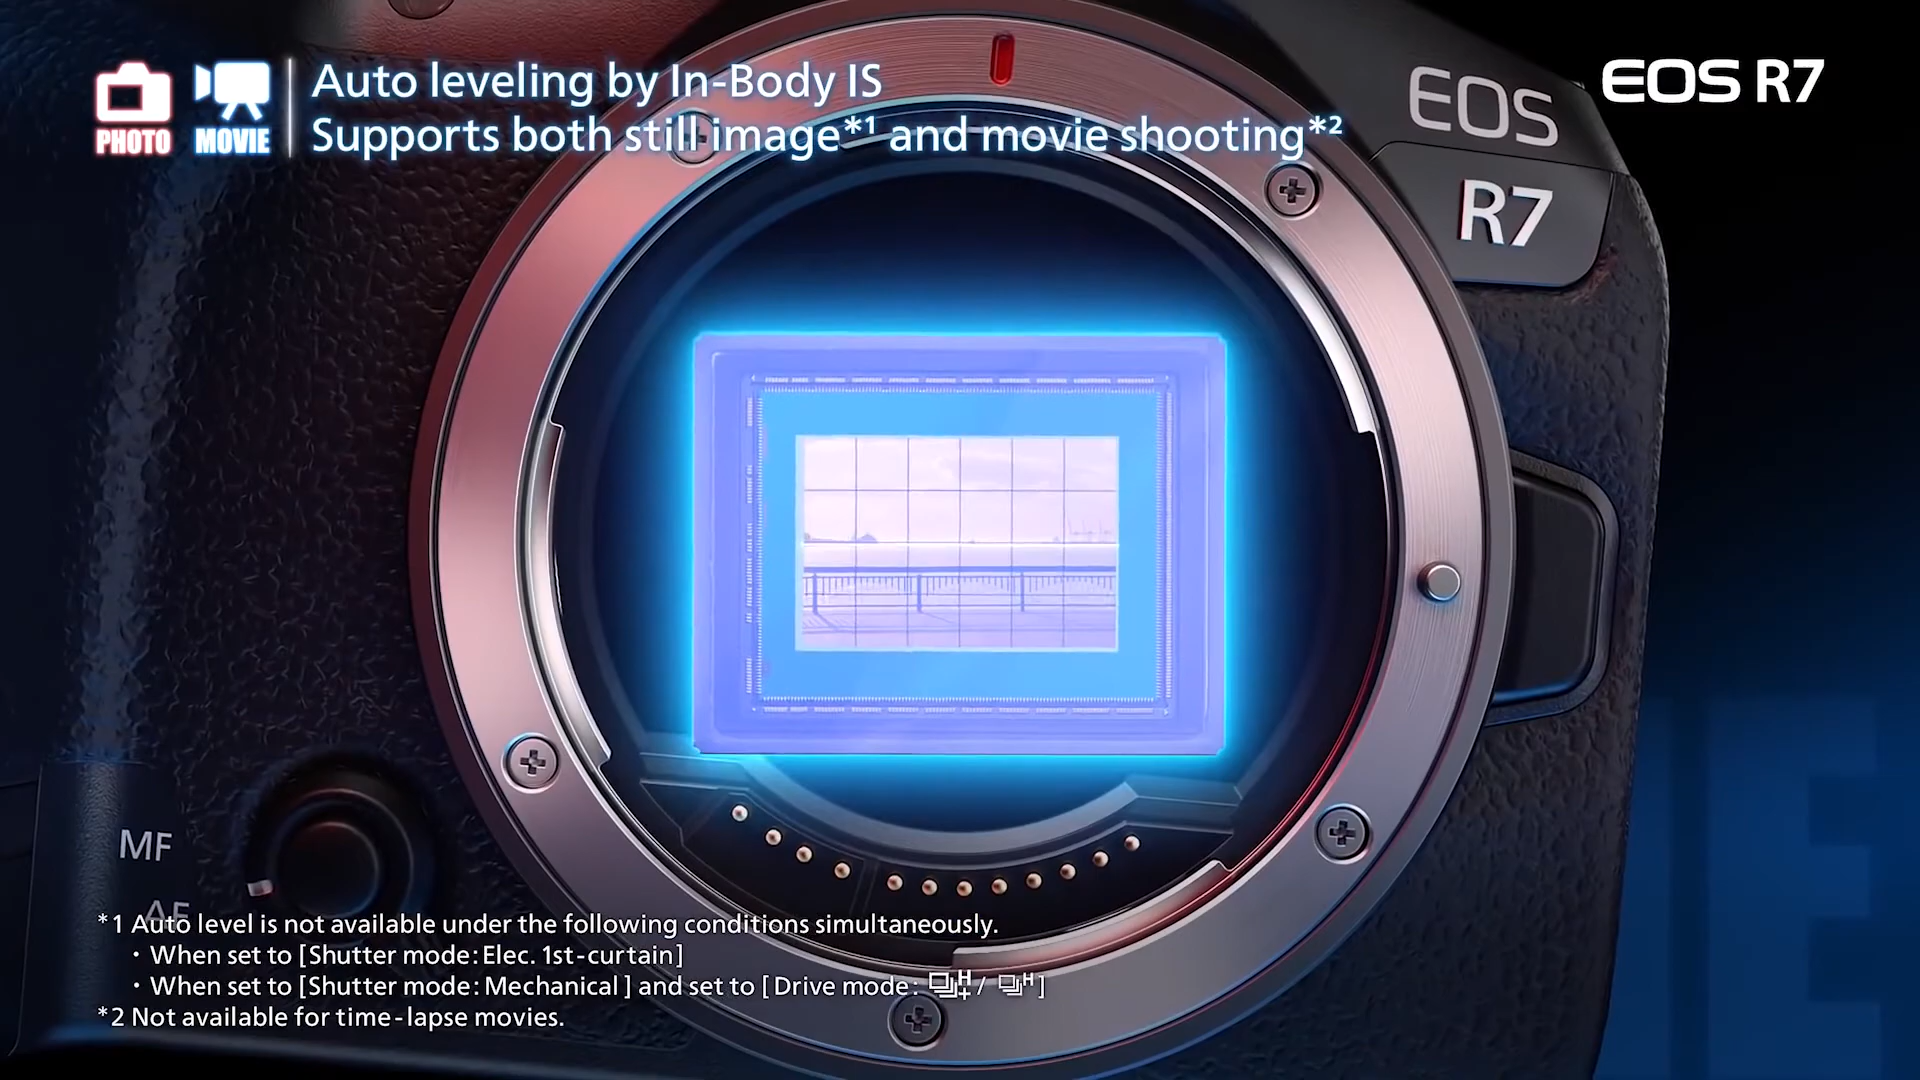 PHOTO
MOVIE
Auto leveling by In-Body IS
Supports both still image*1 and movie shooting*2
EOS R7
EOS
R7
MF
AF
*1 Auto level is not available under the following conditions simultaneously.
・When set to [Shutter mode: Elec. 1st-curtain]
・When set to [Shutter mode: Mechanical] and set to [Drive mode: H+ / H]
*2 Not available for time-lapse movies.